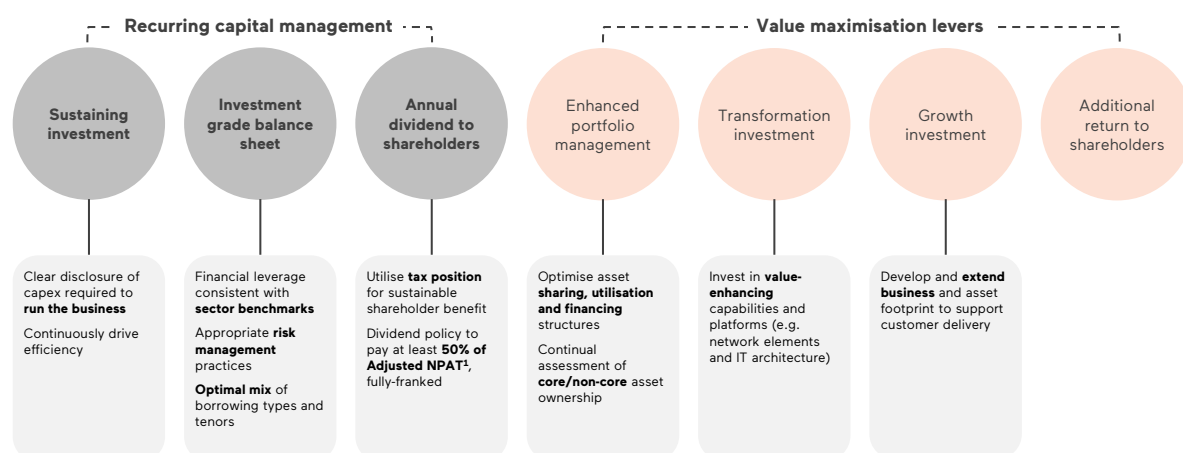 Recurring capital management
Value maximisation levers
Sustaining
investment
Investment
grade balance
sheet
Annual
dividend to
shareholders
Enhanced
portfolio
management
Transformation
investment
Growth
investment
Additional
return to
shareholders
Clear disclosure of
capex required to
run the business
Continuously drive
efficiency
Financial leverage
consistent with
sector benchmarks
Appropriate risk
management
practices
Optimal mix of
borrowing types and
tenors
Utilise tax position
for sustainable
shareholder benefit
Dividend policy to
pay at least 50% of
Adjusted NPAT¹,
fully-franked
Optimise asset
sharing, utilisation
and financing
structures
Continual
assessment of
core/non-core asset
ownership
Invest in value-
enhancing
capabilities and
platforms (e.g.
network elements
and IT architecture)
Develop and extend
business and asset
footprint to support
customer delivery